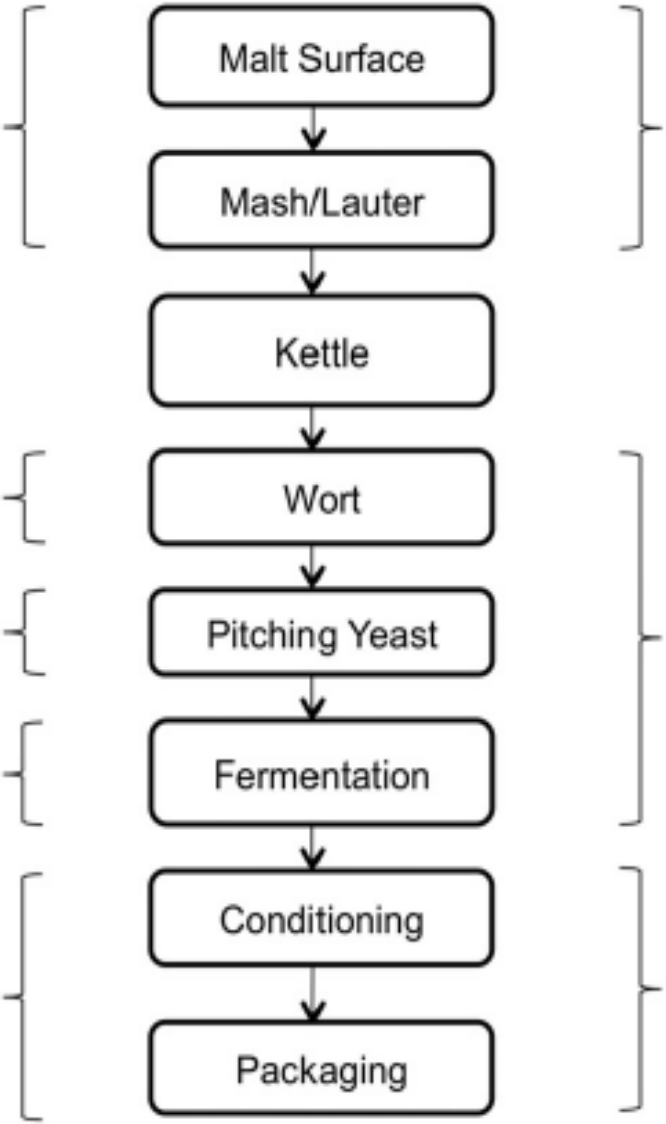 Malt Surface
Mash/Lauter
Kettle
Wort
Pitching Yeast
Fermentation
Conditioning
Packaging